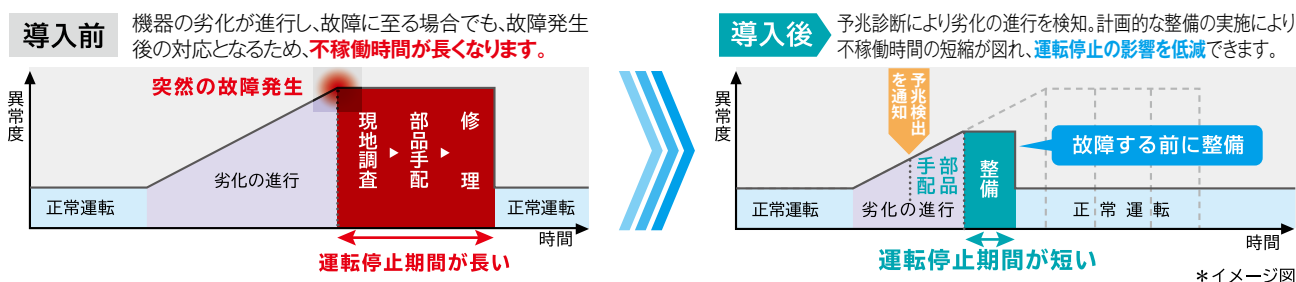 導入前
機器の劣化が進行し、故障に至る場合でも、故障発生
後の対応となるため、不稼働時間が長くなります。
異常度
突然の故障発生
現地調査
部品手配
修理
劣化の進行
正常運転
正常運転
時間
運転停止期間が長い
導入後
予兆診断により劣化の進行を検知。計画的な整備の実施により
不稼働時間の短縮が図れ、運転停止の影響を低減できます。
異常度
予兆検出
を通知
部品
手配
整備
故障する前に整備
正常運転
劣化の進行
正常運転
時間
運転停止期間が短い
*イメージ図